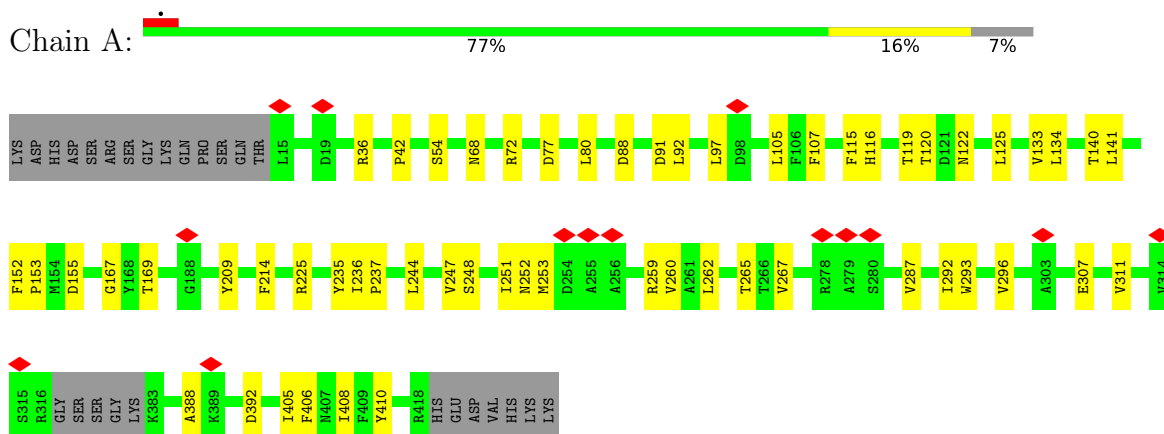 Chain A:
77% 16% 7%
LYS ASP HIS ASP SER ARG SER GLY LYS GLN PRO SER GLN THR L15 D19 R36 P42 S54 N68 R72 D77 L80 D88 D91 L92 L97 D98 L105 F106 F107 F115 H116 T119 T120 D121 N122 L125 V133 L134 T140 L141
F152 P153 M154 D155 G167 Y168 T169 G188 Y209 F214 R225 Y235 I236 P237 L244 V247 S248 I251 N252 M253 D254 A255 A256 R259 V260 A261 L262 T265 T266 V267 R278 A279 S280 V287 I292 W293 V296 A303 E307 V311 V314
S315 R316 GLY SER SER GLY LYS K383 A388 K389 D392 I405 F406 N407 I408 F409 Y410 R418 HIS GLU ASP VAL HIS LYS LYS